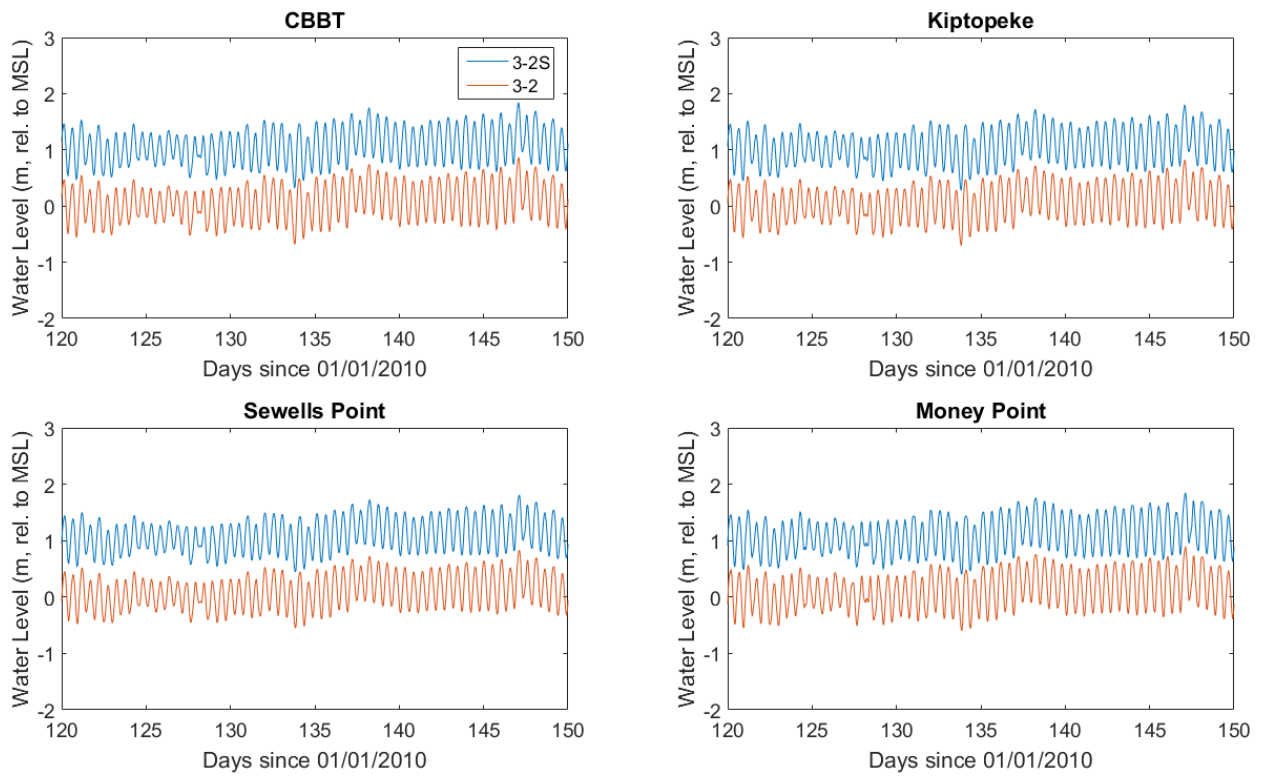 CBBT
Water Level (m, rel. to MSL)
3
2
1
0
-1
-2
3-2S
3-2
120 125 130 135 140 145 150
Days since 01/01/2010
Kiptopeke
Water Level (m, rel. to MSL)
3
2
1
0
-1
-2
120 125 130 135 140 145 150
Days since 01/01/2010
Sewells Point
Water Level (m, rel. to MSL)
3
2
1
0
-1
-2
120 125 130 135 140 145 150
Days since 01/01/2010
Money Point
Water Level (m, rel. to MSL)
3
2
1
0
-1
-2
120 125 130 135 140 145 150
Days since 01/01/2010